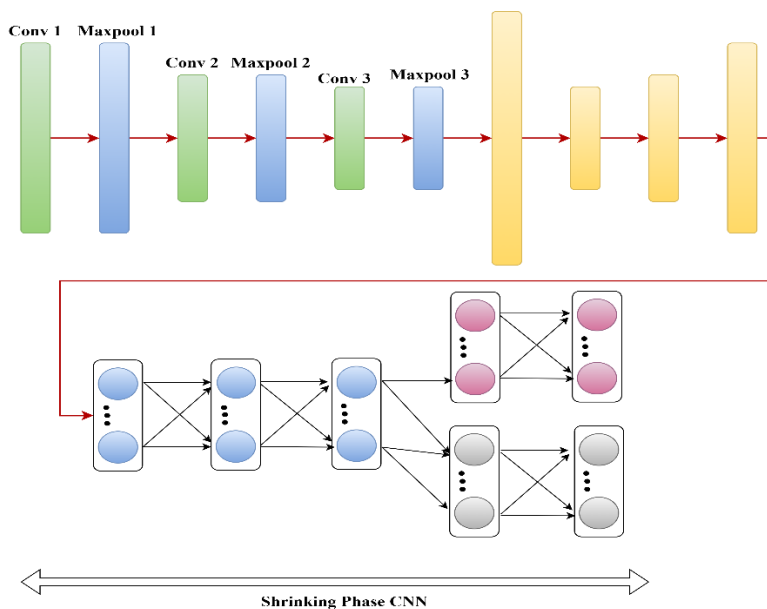 Conv 1
Maxpool 1
Conv 2
Maxpool 2
Conv 3
Maxpool 3
Shrinking Phase CNN